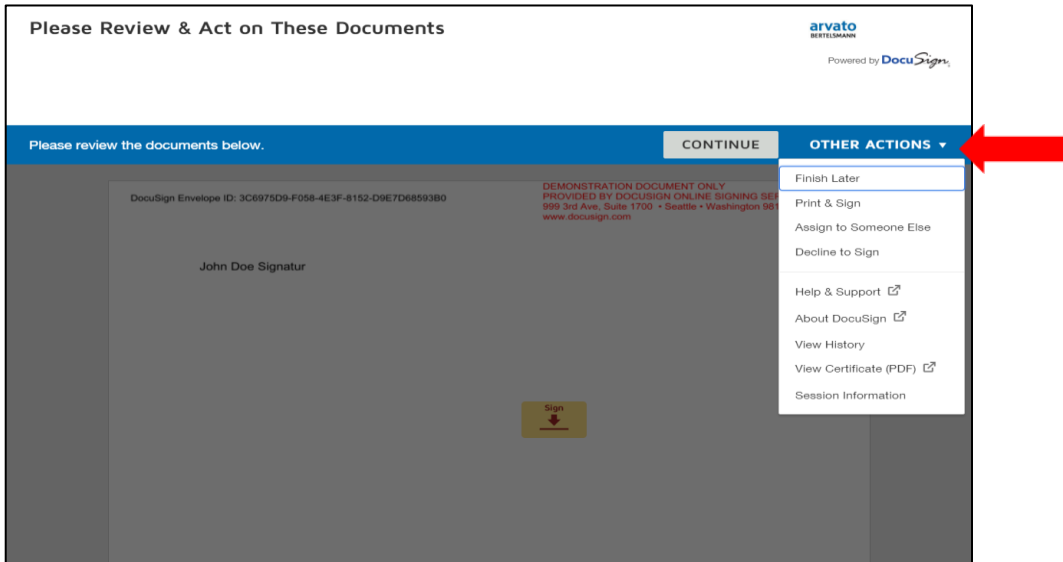 Please Review & Act on These Documents
arvato
BERTELSMANN
Powered by DocuSign
Please review the documents below.
CONTINUE
OTHER ACTIONS
DocuSign Envelope ID: 3C6975D9-F058-4E3F-8152-D9E7D68593B0
DEMONSTRATION DOCUMENT ONLY
PROVIDED BY DOCUSIGN ONLINE SIGNING SER
999 3rd Ave, Suite 1700 • Seattle • Washington 981
www.docusign.com
John Doe Signatur
Sign
Finish Later
Print & Sign
Assign to Someone Else
Decline to Sign
Help & Support
About DocuSign
View History
View Certificate (PDF)
Session Information